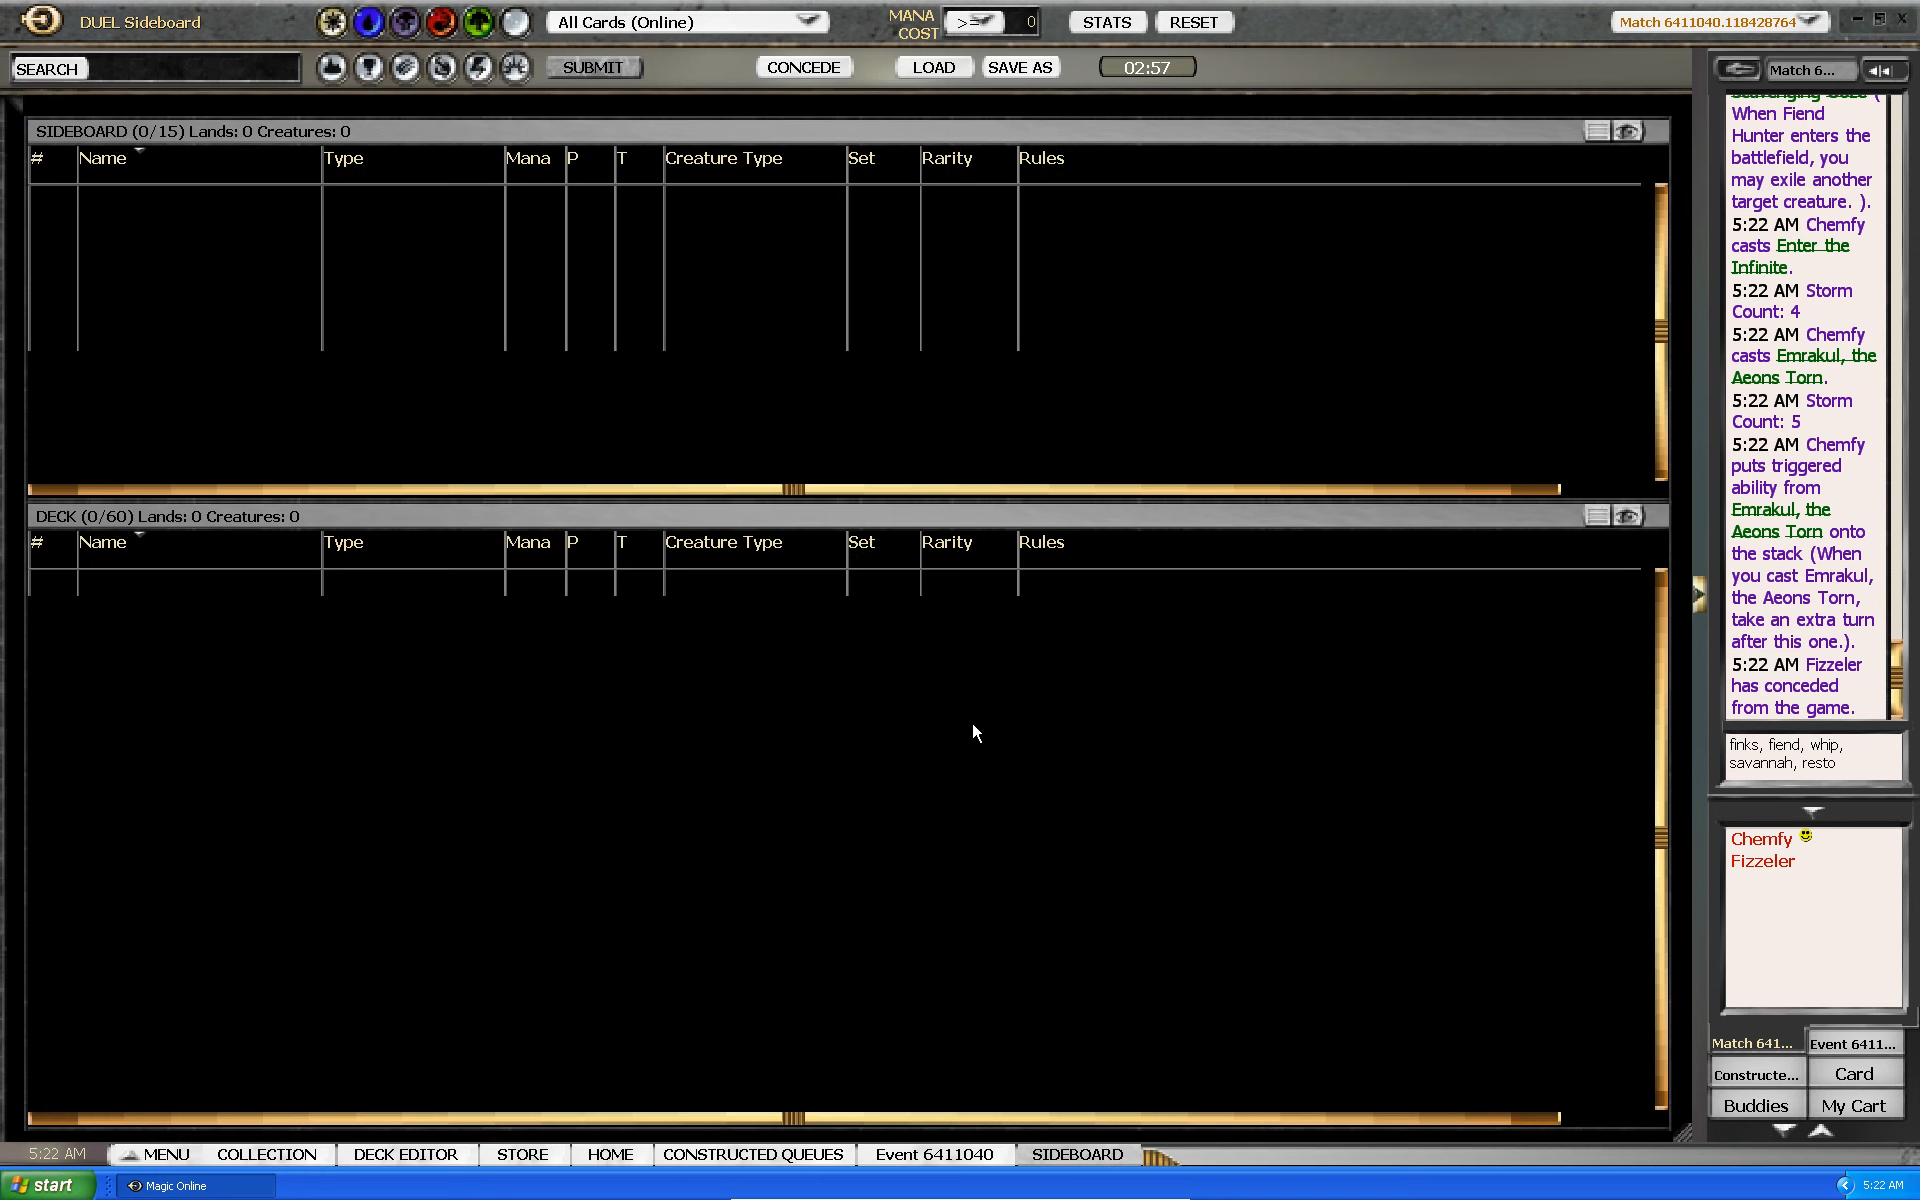 DUEL Sideboard
All Cards (Online)
MANA COST
>=
0
STATS
RESET
Match 6411040.118428764
SEARCH
SUBMIT
CONCEDE
LOAD
SAVE AS
02:57
Match 6...
SIDEBOARD (0/15) Lands: 0 Creatures: 0
# Name Type Mana P T Creature Type Set Rarity Rules
DECK (0/60) Lands: 0 Creatures: 0
# Name Type Mana P T Creature Type Set Rarity Rules
Scavenging Ooze (
When Fiend
Hunter enters the
battlefield, you
may exile another
target creature. ).
5:22 AM Chemfy
casts Enter the
Infinite.
5:22 AM Storm
Count: 4
5:22 AM Chemfy
casts Emrakul, the
Aeons Torn.
5:22 AM Storm
Count: 5
5:22 AM Chemfy
puts triggered
ability from
Emrakul, the
Aeons Torn onto
the stack (When
you cast Emrakul,
the Aeons Torn,
take an extra turn
after this one.).
5:22 AM Fizzeler
has conceded
from the game.
finks, fiend, whip,
savannah, resto
Chemfy
Fizzeler
Match 641...
Event 6411...
Constructe...
Card
Buddies
My Cart
5:22 AM
MENU
COLLECTION
DECK EDITOR
STORE
HOME
CONSTRUCTED QUEUES
Event 6411040
SIDEBOARD
start
Magic Online
5:22 AM